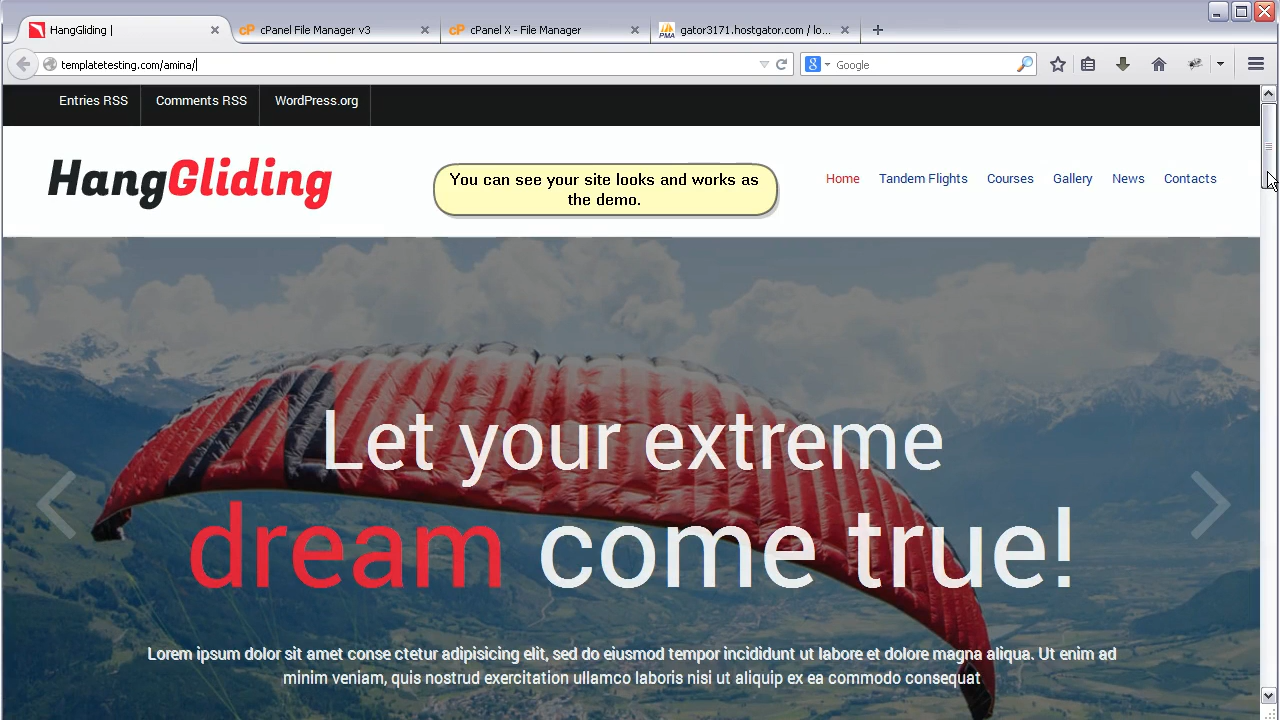 HangGliding |
cPanel File Manager v3
cPanel X - File Manager
PMA
gator3171.hostgator.com / lo...
templatetesting.com/amina/
Google
Entries RSS
Comments RSS
WordPress.org
HangGliding
You can see your site looks and works as
the demo.
Home
Tandem Flights
Courses
Gallery
News
Contacts
Let your extreme
dream come true!
Lorem ipsum dolor sit amet conse ctetur adipisicing elit, sed do eiusmod tempor incididunt ut labore et dolore magna aliqua. Ut enim ad
minim veniam, quis nostrud exercitation ullamco laboris nisi ut aliquip ex ea commodo consequat